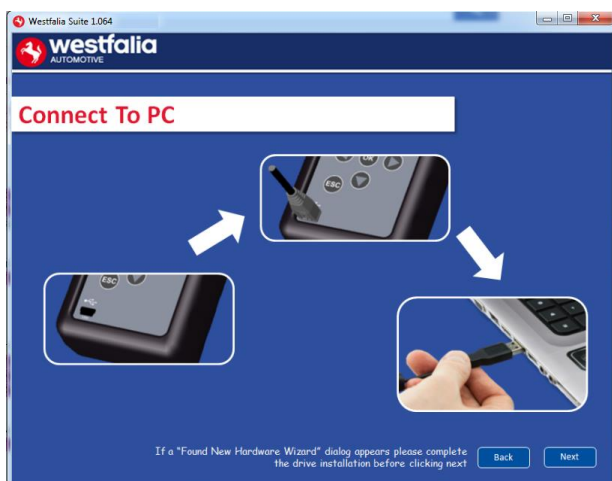 Westfalia Suite 1.064
westfalia
AUTOMOTIVE
Connect To PC
OK
ESC
ESC
If a "Found New Hardware Wizard" dialog appears please complete
the drive installation before clicking next
Back
Next